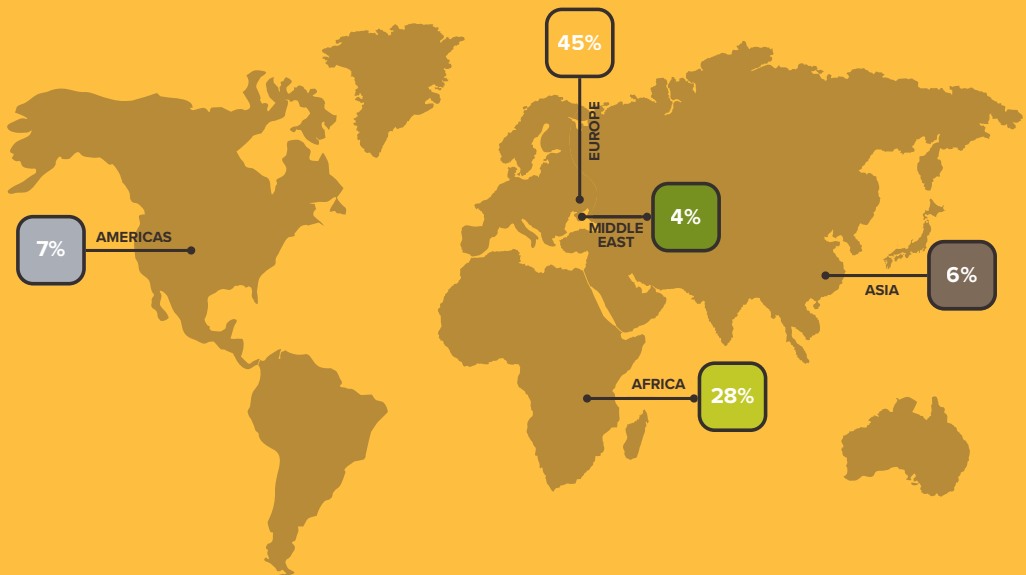 45%
EUROPE
4%
MIDDLE
EAST
7%
AMERICAS
6%
ASIA
AFRICA
28%